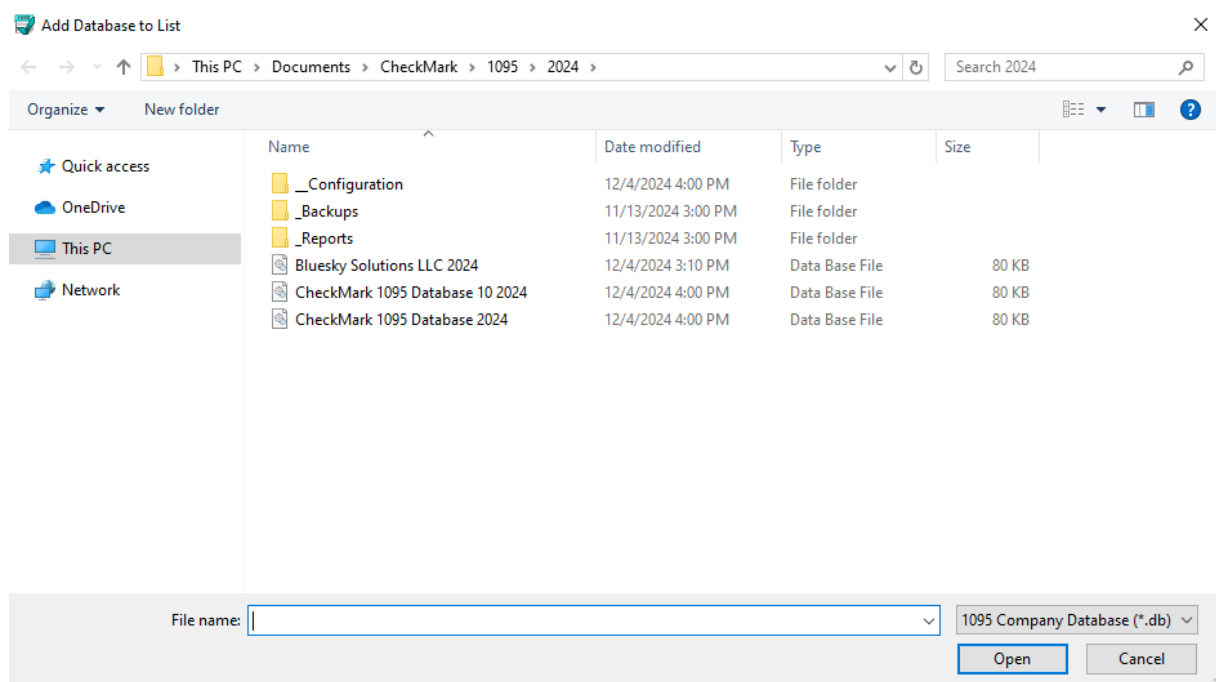 Add Database to List
This PC > Documents > CheckMark > 1095 > 2024 >
Search 2024
Organize
New folder
?
Quick access
OneDrive
This PC
Network
Name Date modified Type Size
__Configuration 12/4/2024 4:00 PM File folder
_Backups 11/13/2024 3:00 PM File folder
_Reports 11/13/2024 3:00 PM File folder
Bluesky Solutions LLC 2024 12/4/2024 3:10 PM Data Base File 80 KB
CheckMark 1095 Database 10 2024 12/4/2024 4:00 PM Data Base File 80 KB
CheckMark 1095 Database 2024 12/4/2024 4:00 PM Data Base File 80 KB
File name:
1095 Company Database (*.db)
Open Cancel